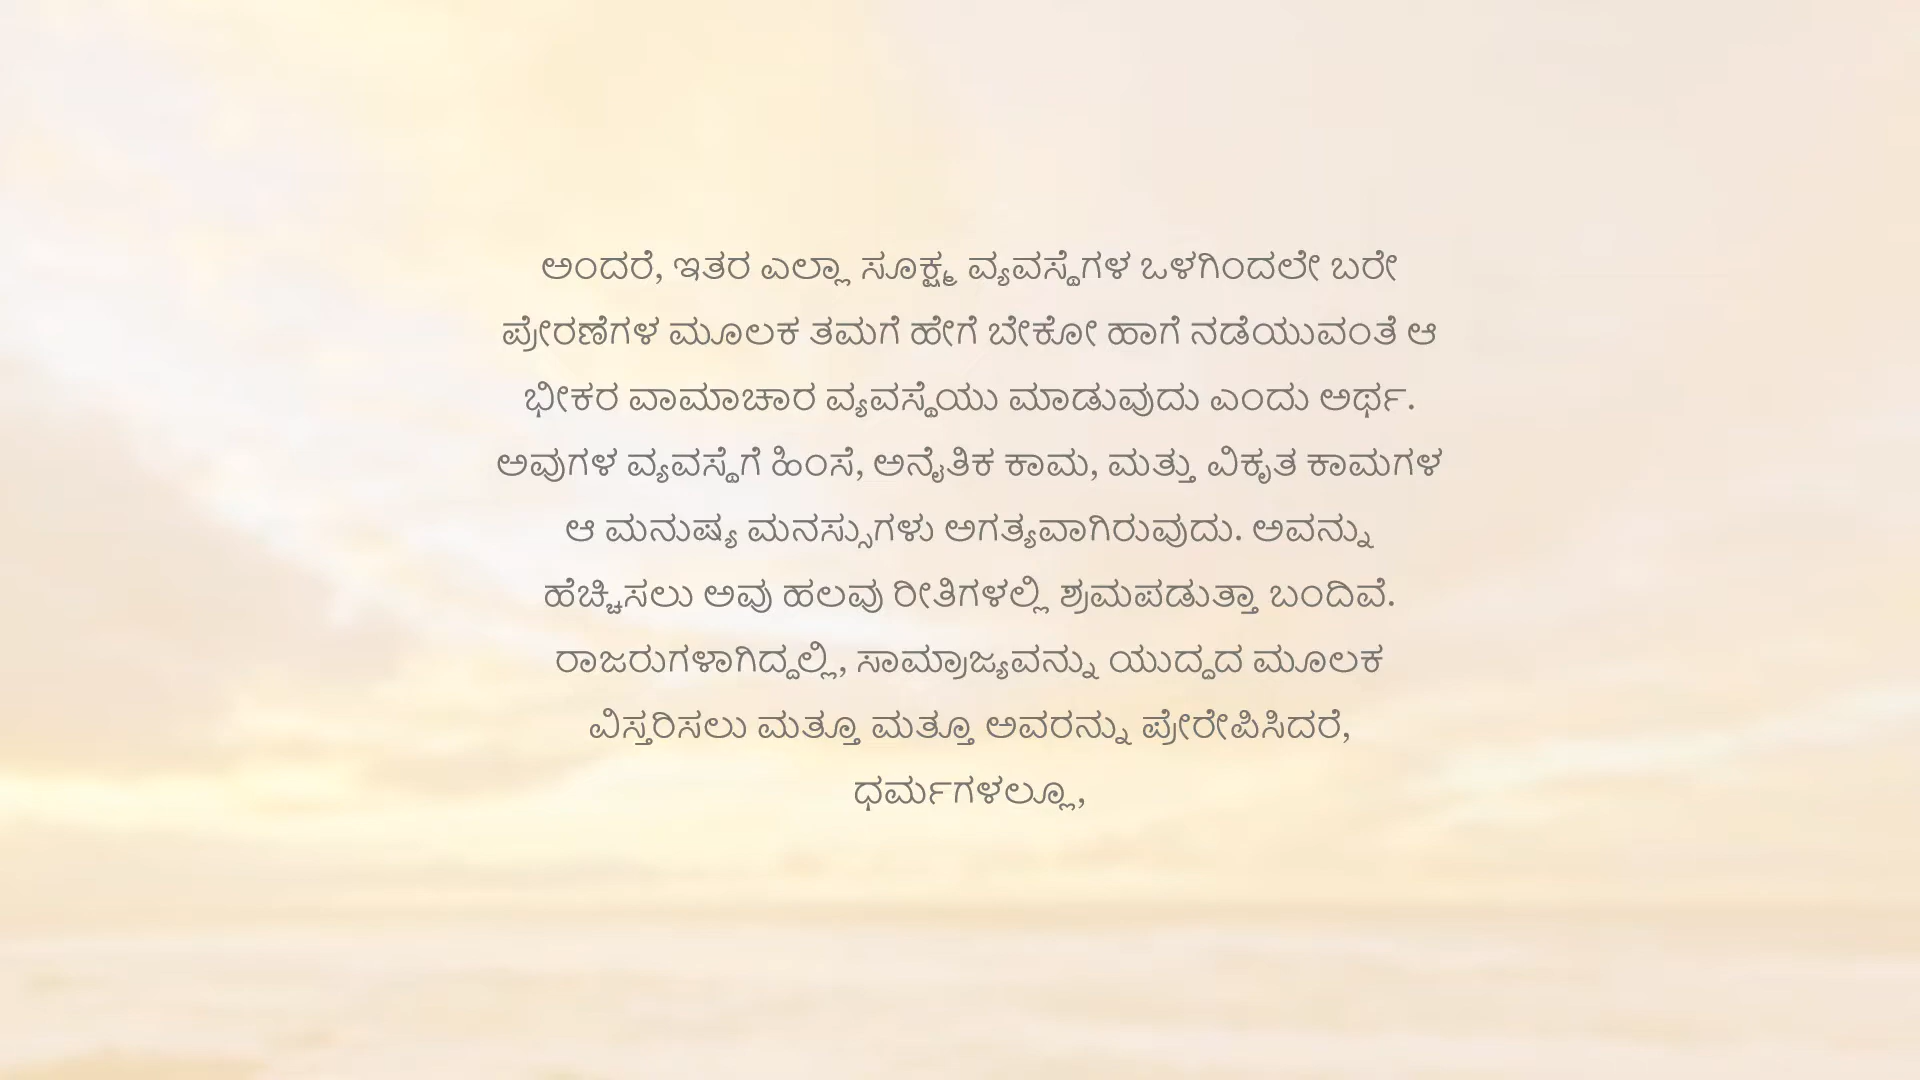 ಅಂದರೆ, ಇತರ ಎಲ್ಲಾ ಸೂಕ್ಷ್ಮ ವ್ಯವಸ್ಥೆಗಳ ಒಳಗಿಂದಲೇ ಬರೇ
ಪ್ರೇರಣೆಗಳ ಮೂಲಕ ತಮಗೆ ಹೇಗೆ ಬೇಕೋ ಹಾಗೆ ನಡೆಯುವಂತೆ ಆ
ಭೀಕರ ವಾಮಾಚಾರ ವ್ಯವಸ್ಥೆಯು ಮಾಡುವುದು ಎಂದು ಅರ್ಥ.
ಅವುಗಳ ವ್ಯವಸ್ಥೆಗೆ ಹಿಂಸೆ, ಅನೈತಿಕ ಕಾಮ, ಮತ್ತು ವಿಕೃತ ಕಾಮಗಳ
ಆ ಮನುಷ್ಯ ಮನಸ್ಸುಗಳು ಅಗತ್ಯವಾಗಿರುವುದು. ಅವನ್ನು
ಹೆಚ್ಚಿಸಲು ಅವು ಹಲವು ರೀತಿಗಳಲ್ಲಿ ಶ್ರಮಪಡುತ್ತಾ ಬಂದಿವೆ.
ರಾಜರುಗಳಾಗಿದ್ದಲ್ಲಿ, ಸಾಮ್ರಾಜ್ಯವನ್ನು ಯುದ್ಧದ ಮೂಲಕ
ವಿಸ್ತರಿಸಲು ಮತ್ತೂ ಮತ್ತೂ ಅವರನ್ನು ಪ್ರೇರೇಪಿಸಿದರೆ,
ಧರ್ಮಗಳಲ್ಲೂ,